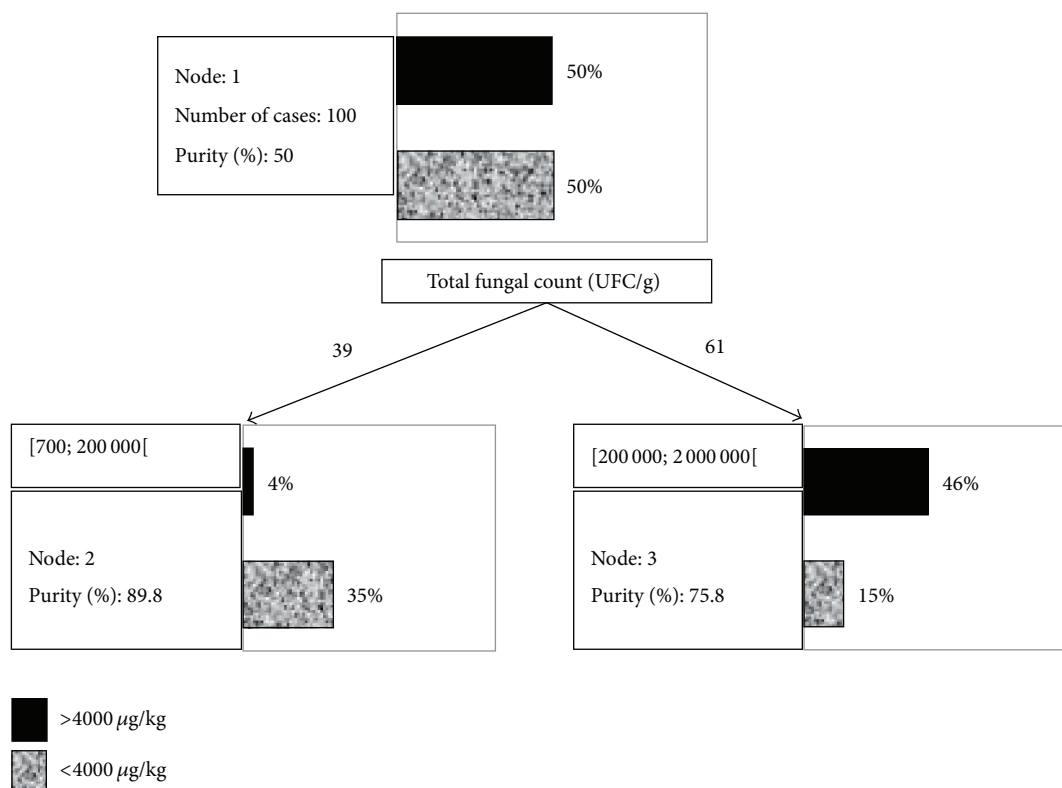 Node: 1
Number of cases: 100
Purity (%): 50
50%
50%
Total fungal count (UFC/g)
39
61
[700; 200 000[
4%
Node: 2
Purity (%): 89.8
35%
[200 000; 2 000 000[
46%
Node: 3
Purity (%): 75.8
15%
>4000 µg/kg
<4000 µg/kg